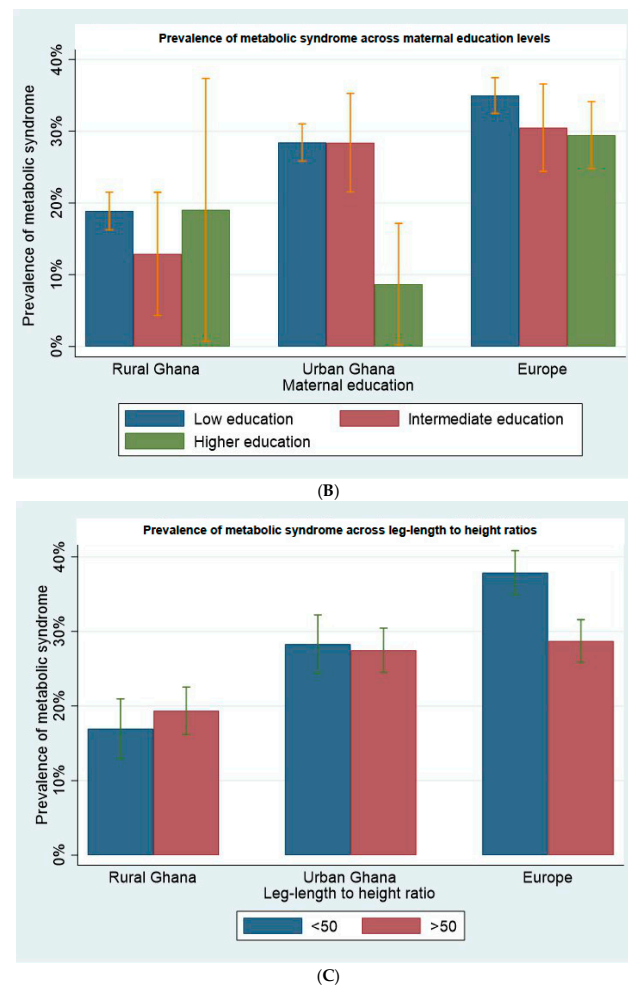 Prevalence of metabolic syndrome across maternal education levels
Prevalence of metabolic syndrome
40%
30%
20%
10%
0%
Rural Ghana Urban Ghana Europe
Maternal education
Low education Intermediate education
Higher education
(B)
Prevalence of metabolic syndrome across leg-length to height ratios
Prevalence of metabolic syndrome
40%
30%
20%
10%
0%
Rural Ghana Urban Ghana Europe
Leg-length to height ratio
<50 >50
(C)